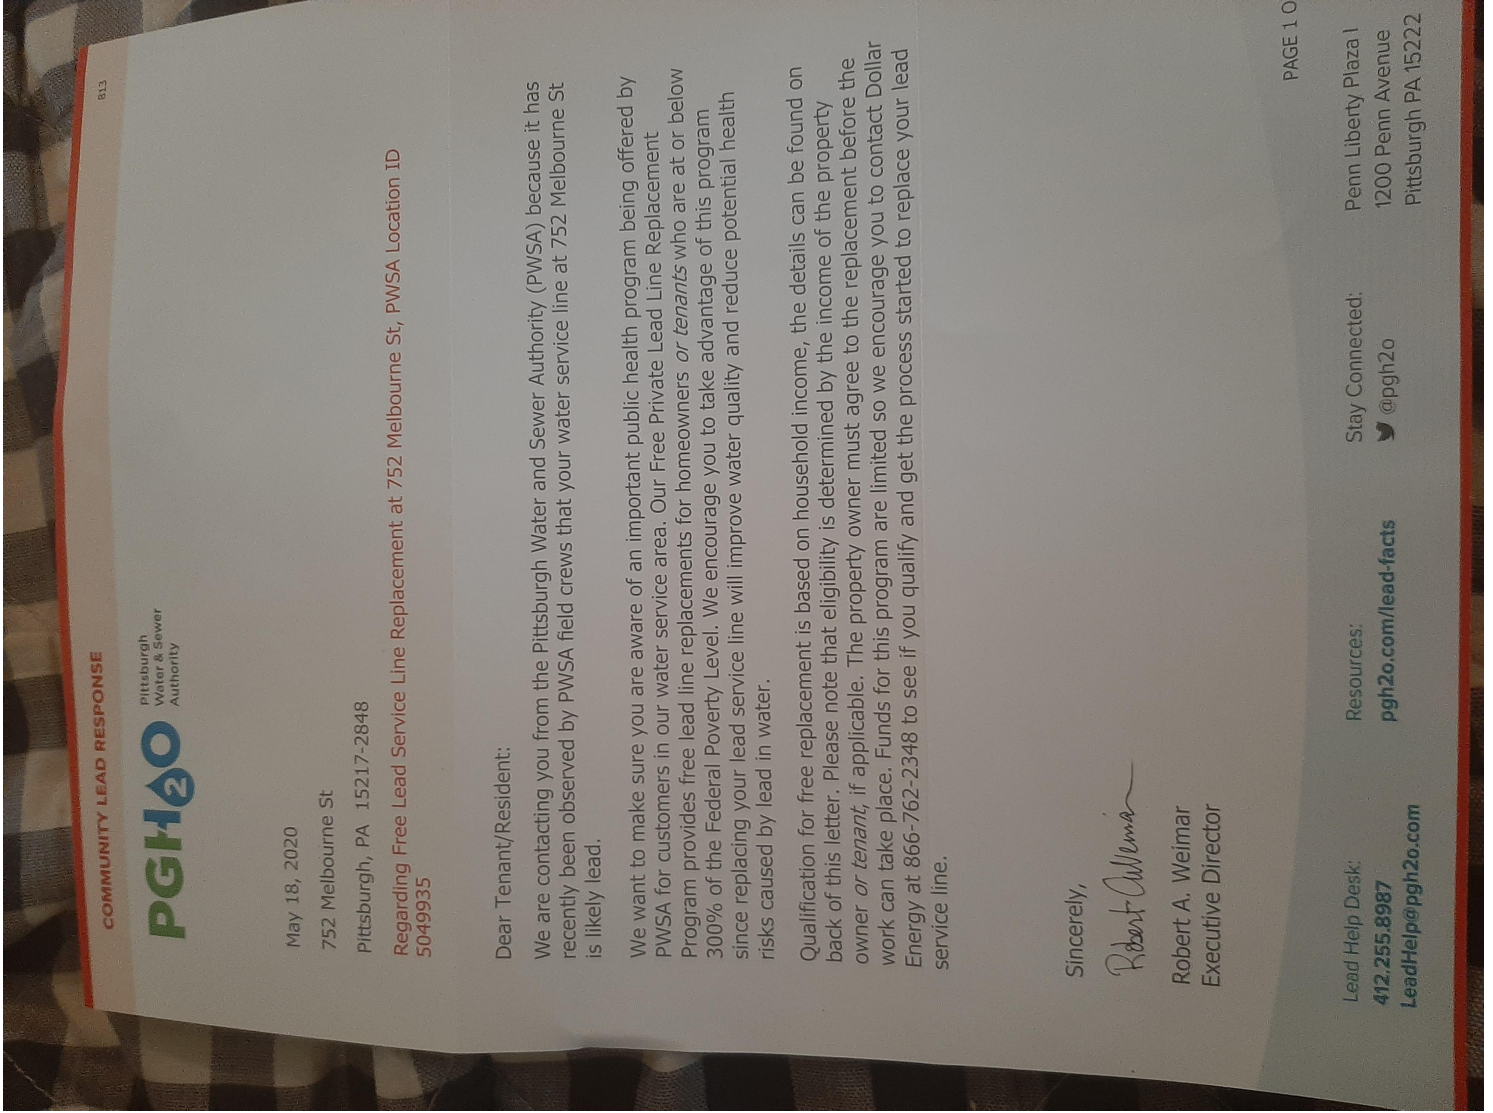 COMMUNITY LEAD RESPONSE
B13
PGH2O
Pittsburgh
Water & Sewer
Authority
May 18, 2020
752 Melbourne St
Pittsburgh, PA 15217-2848
Regarding Free Lead Service Line Replacement at 752 Melbourne St, PWSA Location ID
5049935
Dear Tenant/Resident:
We are contacting you from the Pittsburgh Water and Sewer Authority (PWSA) because it has
recently been observed by PWSA field crews that your water service line at 752 Melbourne St
is likely lead.
We want to make sure you are aware of an important public health program being offered by
PWSA for customers in our water service area. Our Free Private Lead Line Replacement
Program provides free lead line replacements for homeowners or tenants who are at or below
300% of the Federal Poverty Level. We encourage you to take advantage of this program
since replacing your lead service line will improve water quality and reduce potential health
risks caused by lead in water.
Qualification for free replacement is based on household income, the details can be found on
back of this letter. Please note that eligibility is determined by the income of the property
owner or tenant, if applicable. The property owner must agree to the replacement before the
work can take place. Funds for this program are limited so we encourage you to contact Dollar
Energy at 866-762-2348 to see if you qualify and get the process started to replace your lead
service line.
Sincerely,
Robert A. Weimar
Robert A. Weimar
Executive Director
PAGE 1 O
Lead Help Desk:
412.255.8987
LeadHelp@pgh2o.com
Resources:
pgh2o.com/lead-facts
Stay Connected:
@pgh2o
Penn Liberty Plaza I
1200 Penn Avenue
Pittsburgh PA 15222